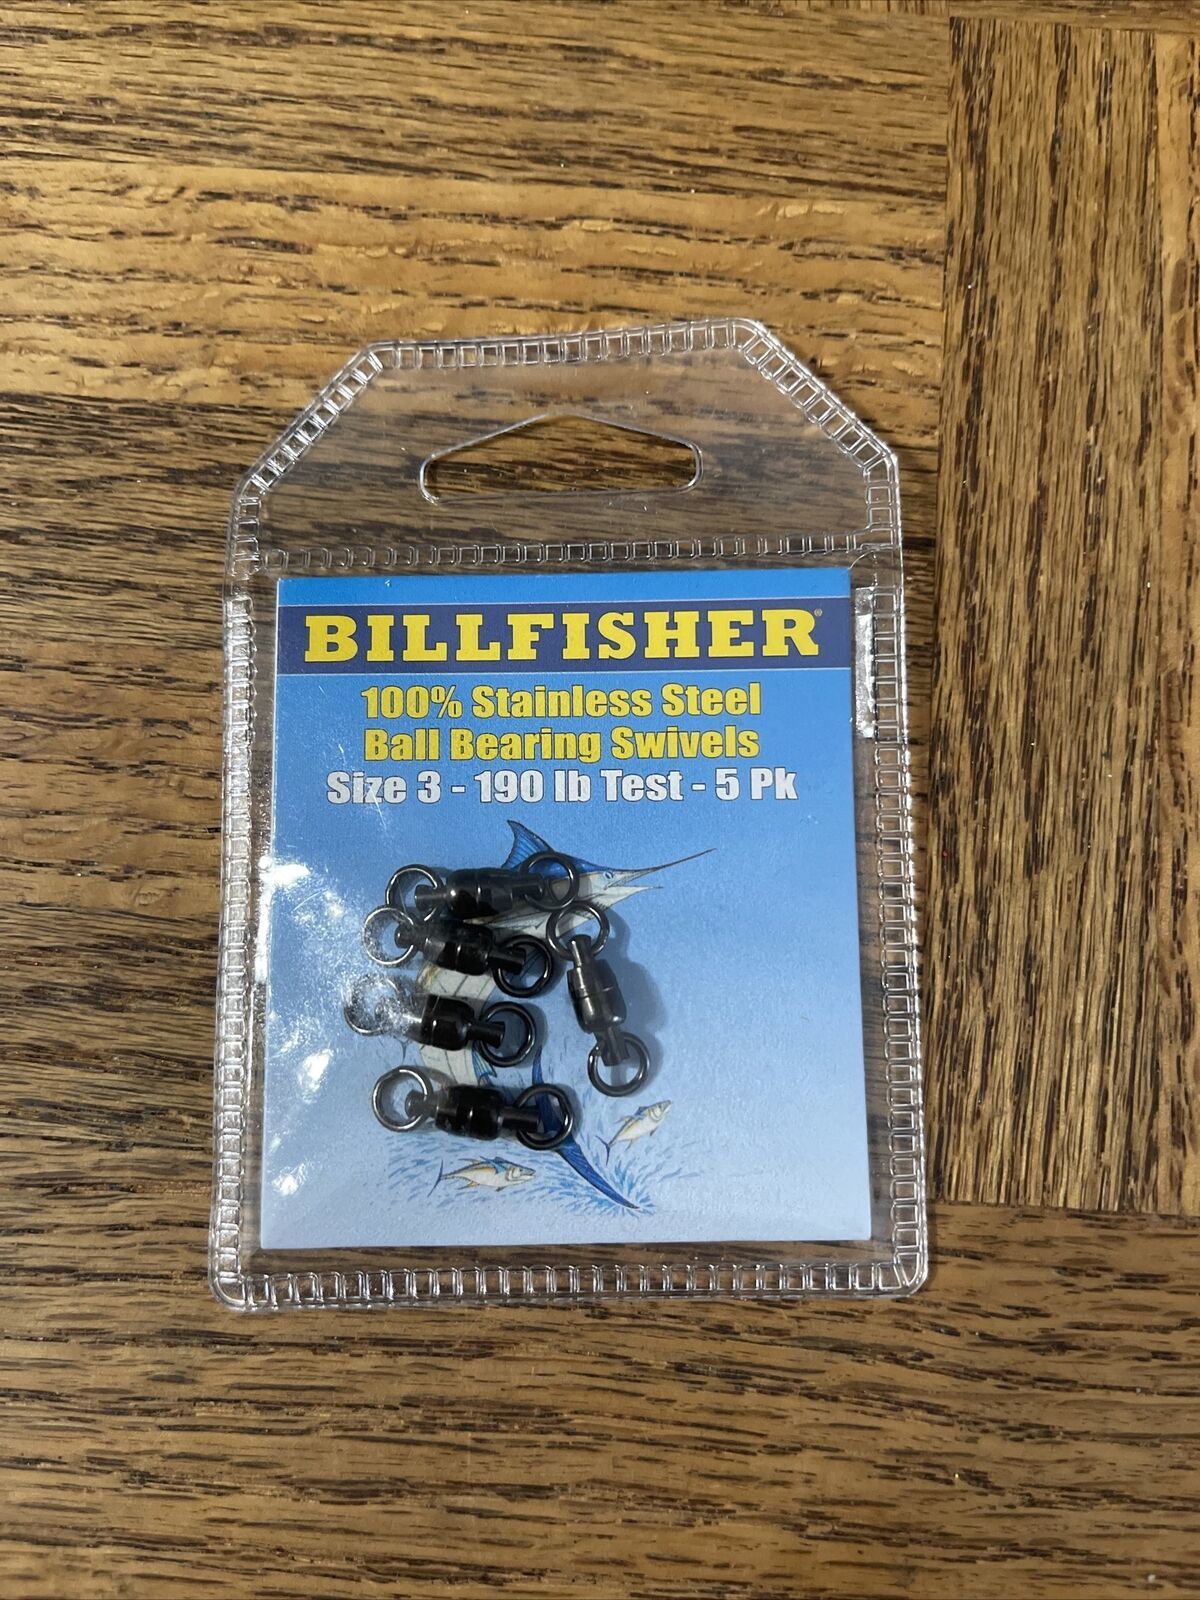 BILLFISHER®
100% Stainless Steel
Ball Bearing Swivels
Size 3 - 190 lb Test - 5 Pk